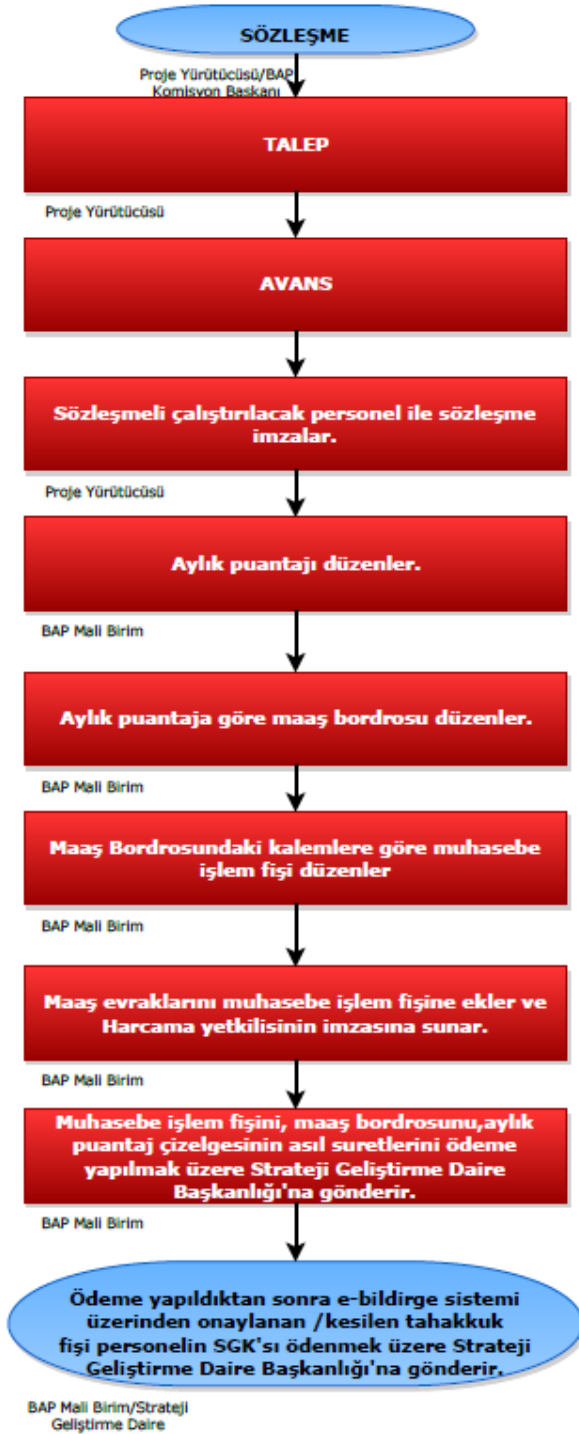 SÖZLEŞME
Proje Yürütücüsü/BAP
Komisyon Başkanı
TALEP
Proje Yürütücüsü
AVANS
Sözleşmeli çalıştırılacak personel ile sözleşme
imzalar.
Proje Yürütücüsü
Aylık puantajı düzenler.
BAP Mali Birim
Aylık puantaja göre maaş bordrosu düzenler.
BAP Mali Birim
Maaş Bordrosundaki kalemlere göre muhasebe
işlem fişi düzenler
BAP Mali Birim
Maaş evraklarını muhasebe işlem fişine ekler ve
Harcama yetkilisinin imzasına sunar.
BAP Mali Birim
Muhasebe işlem fişini, maaş bordrosunu,aylık
puantaj çizelgesinin asıl suretlerini ödeme
yapılmak üzere Strateji Geliştirme Daire
Başkanlığı'na gönderir.
BAP Mali Birim
Ödeme yapıldıktan sonra e-bildirge sistemi
üzerinden onaylanan /kesilen tahakkuk
fişi personelin SGK'sı ödenmek üzere Strateji
Geliştirme Daire Başkanlığı'na gönderir.
BAP Mali Birim/Strateji
Geliştirme Daire